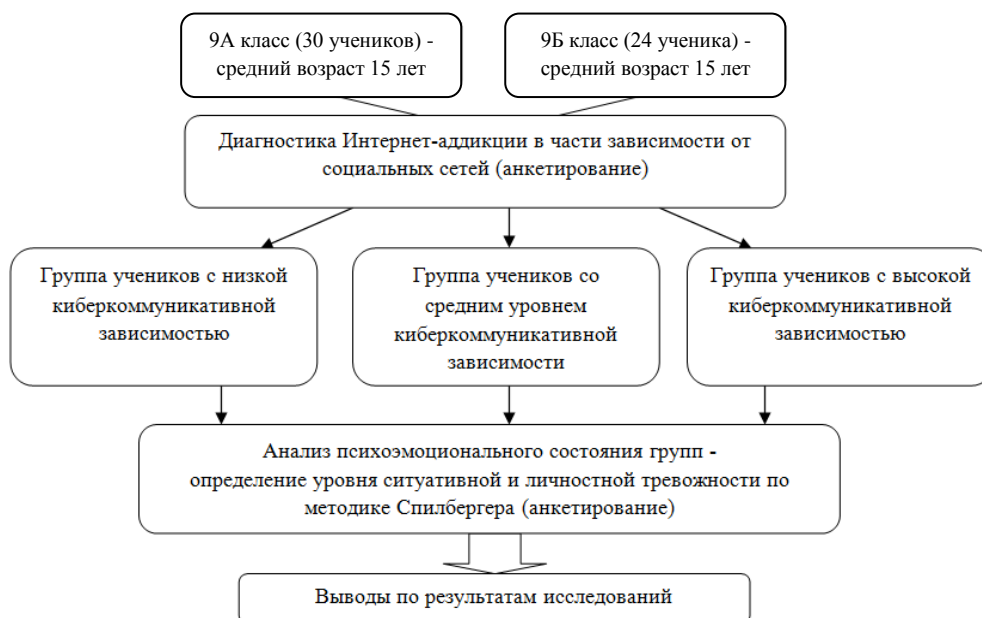 9А класс (30 учеников) -
средний возраст 15 лет
9Б класс (24 ученика) -
средний возраст 15 лет
Диагностика Интернет-аддикции в части зависимости от
социальных сетей (анкетирование)
Группа учеников с низкой
киберкоммуникативной
зависимостью
Группа учеников со
средним уровнем
киберкоммуникативной
зависимости
Группа учеников с высокой
киберкоммуникативной
зависимостью
Анализ психоэмоционального состояния групп -
определение уровня ситуативной и личностной тревожности по
методике Спилбергера (анкетирование)
Выводы по результатам исследований